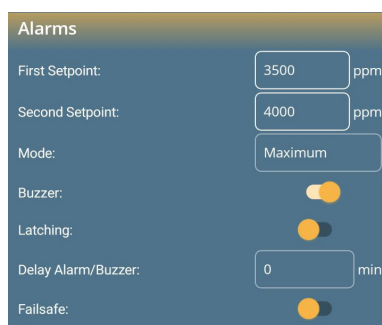 Alarms
First Setpoint: 3500 ppm
Second Setpoint: 4000 ppm
Mode: Maximum
Buzzer:
Latching:
Delay Alarm/Buzzer: 0 min
Failsafe: